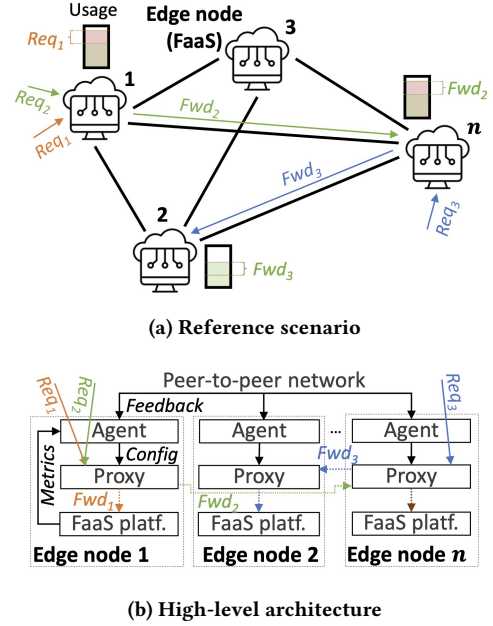 Usage
Req1
Edge node
(FaaS)
3
1
Req2
Req1
Fwd2
Fwd2
n
Fwd3
Req3
2
Fwd3
(a) Reference scenario
Req1
Req2
Peer-to-peer network
Req3
Feedback
Agent
Agent
...
Agent
Metrics
Config
Fwd3
Proxy
Proxy
Proxy
Fwd1
Fwd2
FaaS platf.
FaaS platf.
FaaS platf.
Edge node 1
Edge node 2
Edge node n
(b) High-level architecture